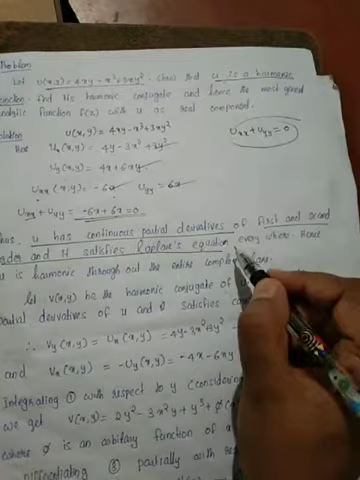 Problem
Let u(x,y) = 4xy - x³+3xy². show that u is a harmonic
function. find its harmonic conjugate and hence the most general
analytic function f(z) with u as real component.
solution
u(x,y) = 4xy - x³+3xy²
Uxx + Uyy = 0
Ux(x,y) = 4y - 3x² + 3y²
Uy(x,y) = 4x + 6xy
Uxx (x,y) = -6x Uyy = 6x
Uxx + Uyy = -6x + 6x = 0
Thus, u has continuous partial derivatives of first and second
order and it satisfies Laplace's equation every where. Hence
u is harmonic through out the entire complex plane.
let v(x,y) be the harmonic conjugate of
partial derivatives of u and v satisfies
∴ Vy(x,y) = Ux(x,y) = 4y - 3x²+3y²
and Vx(x,y) = -Uy(x,y) = -4x - 6xy
Integrating ① with respect to y (considering
we get v(x,y) = 2y² - 3x²y + y³ + φ(
where φ is an arbitary function of x
differentiating ③ partially with